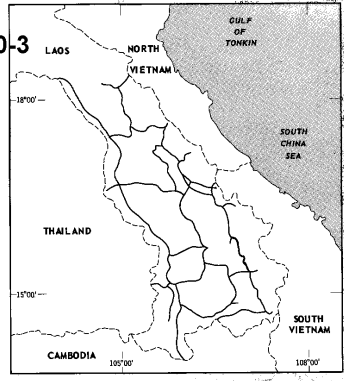 GULF
OF
TONKIN
0-3
LAOS
NORTH
VIETNAM
18°00'
SOUTH
CHINA
SEA
THAILAND
15°00'
SOUTH
VIETNAM
CAMBODIA
105°00'
108°00'